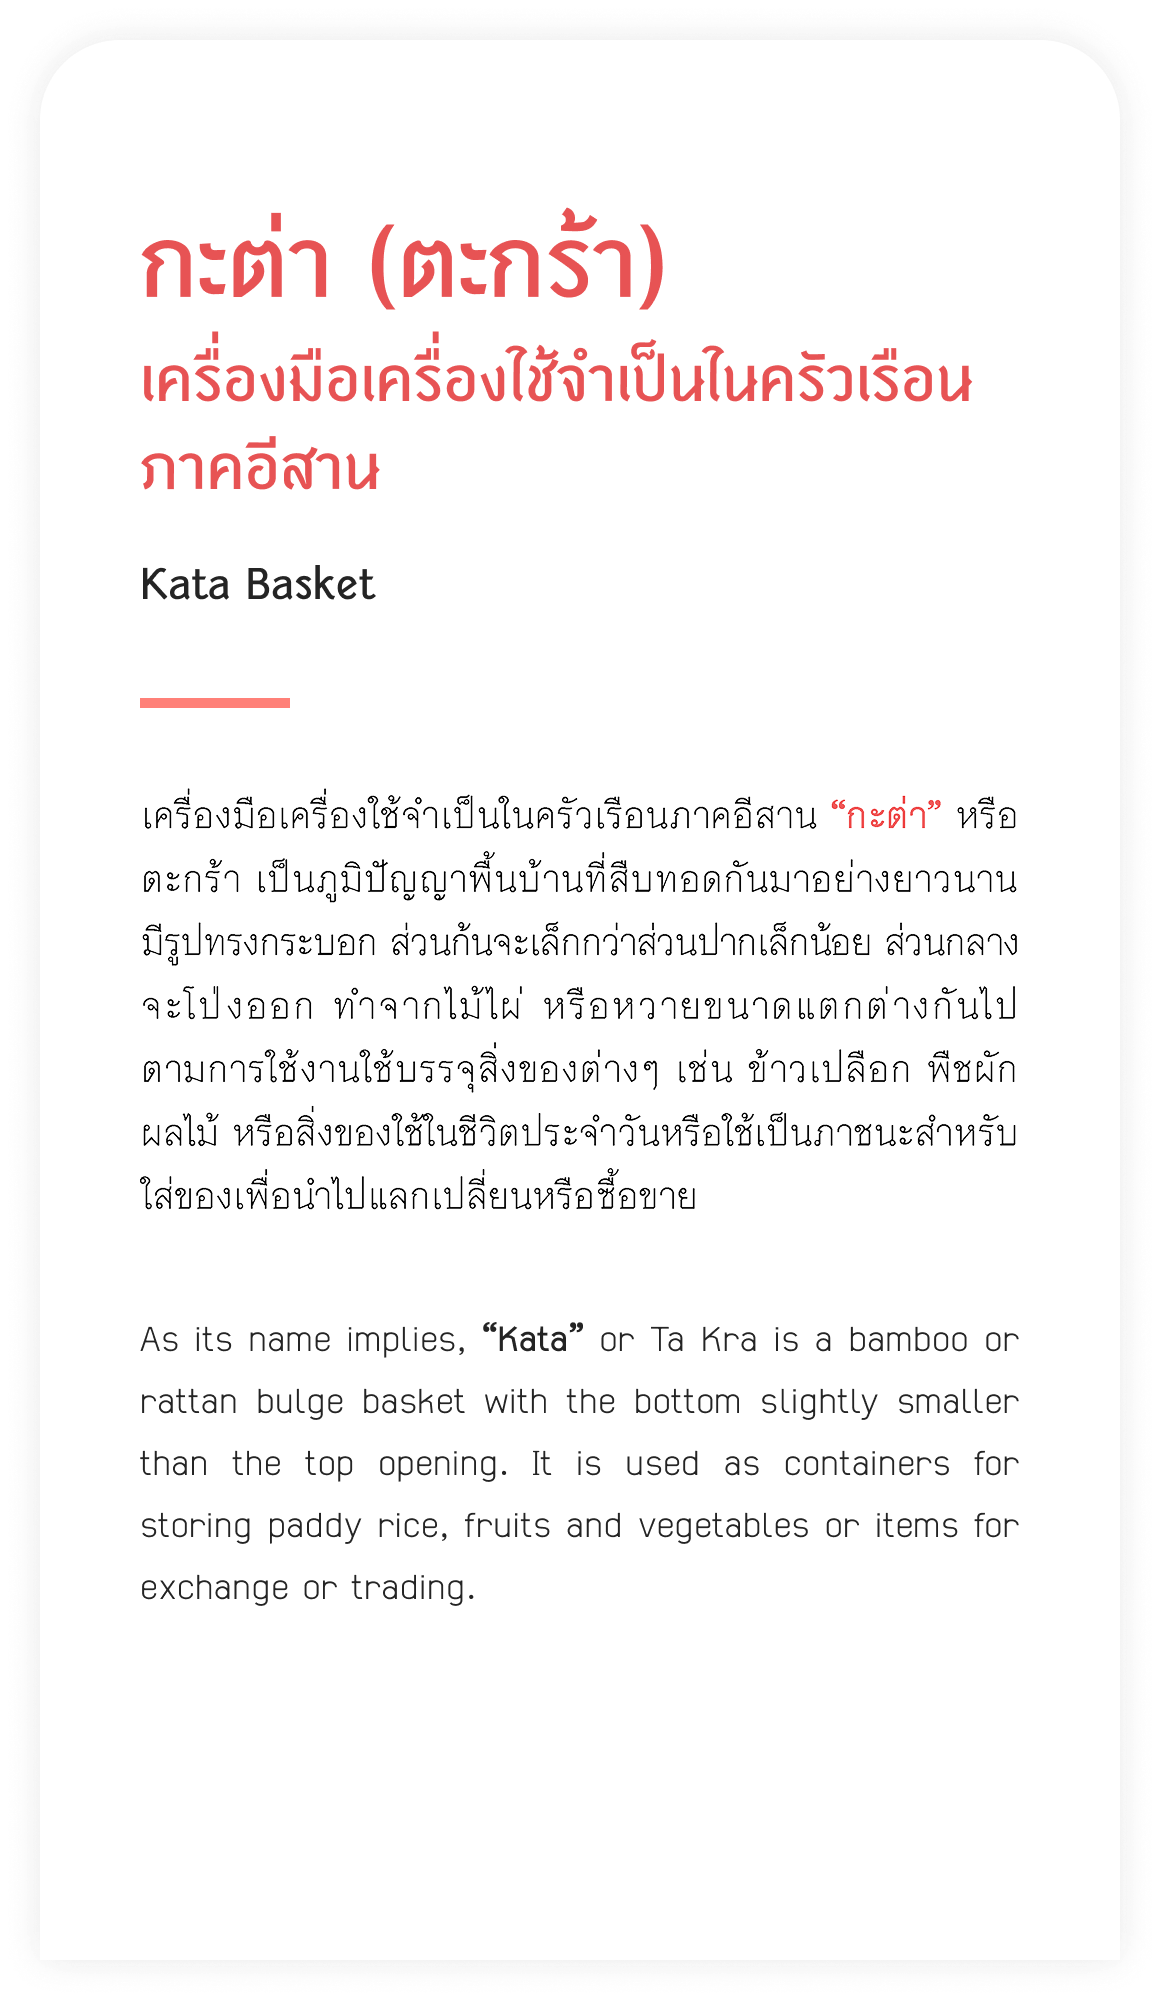 กะต่า (ตะกร้า)
เครื่องมือเครื่องใช้จำเป็นในครัวเรือน
ภาคอีสาน
Kata Basket
เครื่องมือเครื่องใช้จำเป็นในครัวเรือนภาคอีสาน “กะต่า” หรือ
ตะกร้า เป็นภูมิปัญญาพื้นบ้านที่สืบทอดกันมาอย่างยาวนาน
มีรูปทรงกระบอก ส่วนก้นจะเล็กกว่าส่วนปากเล็กน้อย ส่วนกลาง
จะโป่งออก ทำจากไม้ไผ่ หรือหวายขนาดแตกต่างกันไป
ตามการใช้งานใช้บรรจุสิ่งของต่างๆ เช่น ข้าวเปลือก พืชผัก
ผลไม้ หรือสิ่งของใช้ในชีวิตประจำวันหรือใช้เป็นภาชนะสำหรับ
ใส่ของเพื่อนำไปแลกเปลี่ยนหรือซื้อขาย
As its name implies, “Kata” or Ta Kra is a bamboo or
rattan bulge basket with the bottom slightly smaller
than the top opening. It is used as containers for
storing paddy rice, fruits and vegetables or items for
exchange or trading.